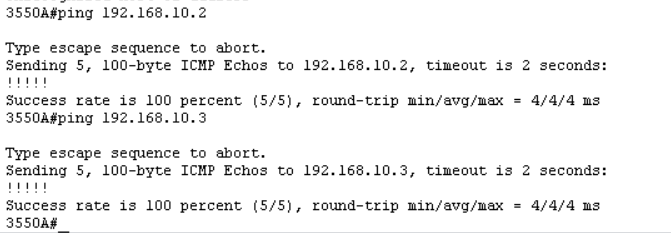 3550A#ping 192.168.10.2
Type escape sequence to abort.
Sending 5, 100-byte ICMP Echos to 192.168.10.2, timeout is 2 seconds:
!!!!!
Success rate is 100 percent (5/5), round-trip min/avg/max = 4/4/4 ms
3550A#ping 192.168.10.3
Type escape sequence to abort.
Sending 5, 100-byte ICMP Echos to 192.168.10.3, timeout is 2 seconds:
!!!!!
Success rate is 100 percent (5/5), round-trip min/avg/max = 4/4/4 ms
3550A#_